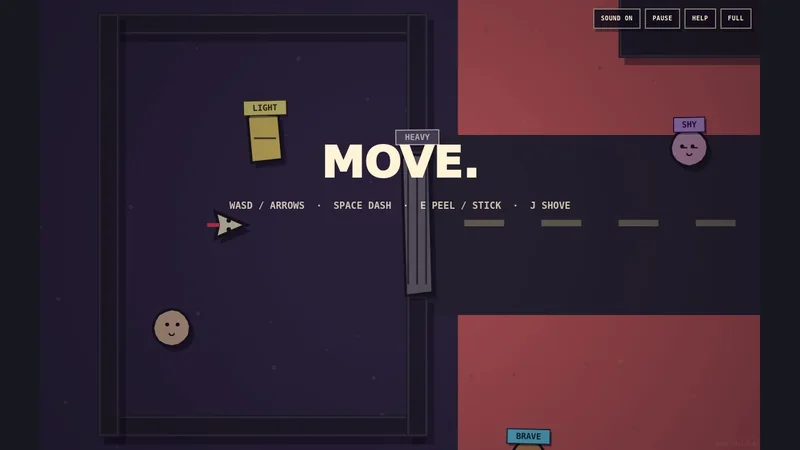 SOUND ON PAUSE HELP FULL
LIGHT
SHY
HEAVY
MOVE.
WASD / ARROWS · SPACE DASH · E PEEL / STICK · J SHOVE
BRAVE